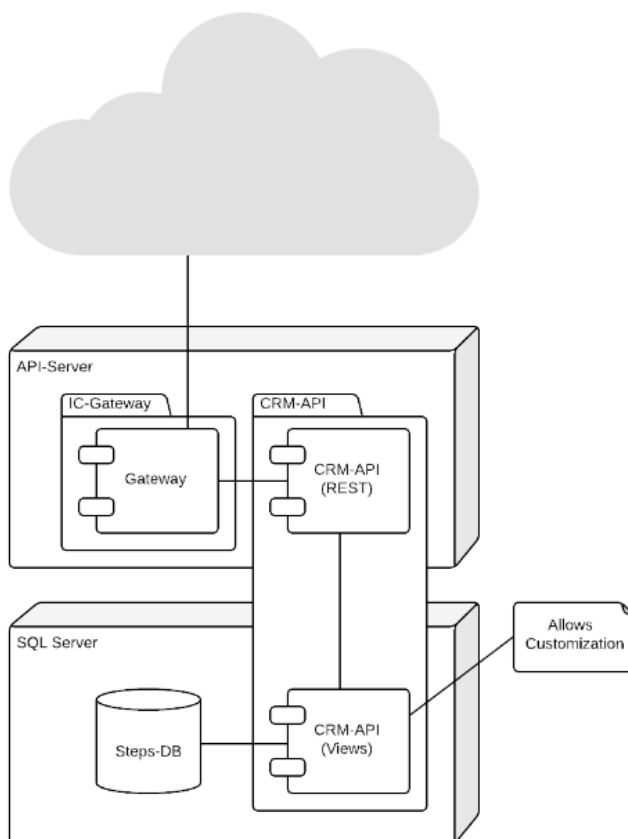 API-Server
IC-Gateway
CRM-API
Gateway
CRM-API
(REST)
SQL Server
Allows
Customization
Steps-DB
CRM-API
(Views)